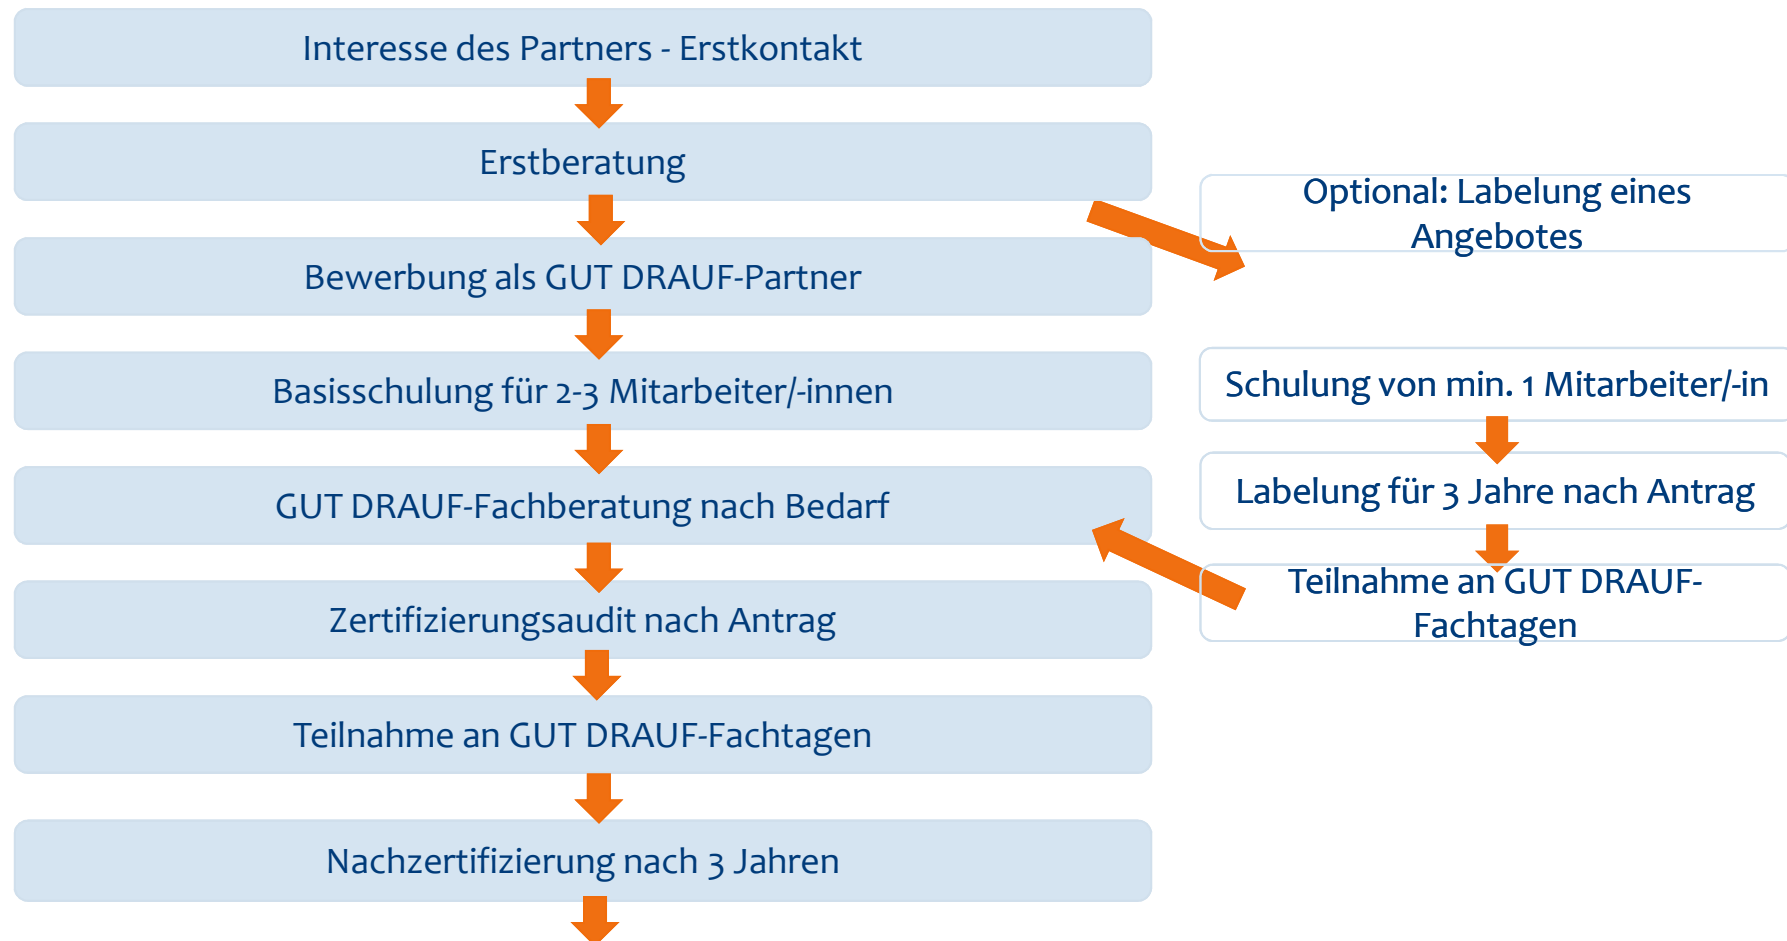 Interesse des Partners - Erstkontakt
Erstberatung
Bewerbung als GUT DRAUF-Partner
Basisschulung für 2-3 Mitarbeiter/-innen
GUT DRAUF-Fachberatung nach Bedarf
Zertifizierungsaudit nach Antrag
Teilnahme an GUT DRAUF-Fachtagen
Nachzertifizierung nach 3 Jahren
Optional: Labelung eines
Angebotes
Schulung von min. 1 Mitarbeiter/-in
Labelung für 3 Jahre nach Antrag
Teilnahme an GUT DRAUF-
Fachtagen